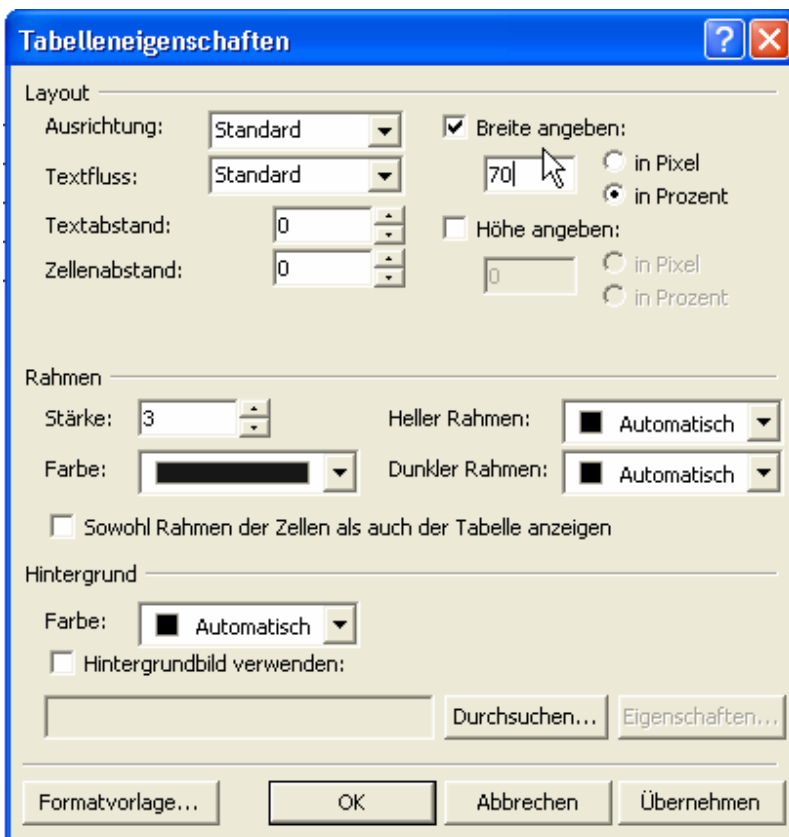 Tabelleneigenschaften
Layout
Ausrichtung: Standard
Breite angeben:
Textfluss: Standard
70 in Pixel
in Prozent
Textabstand: 0
Höhe angeben:
Zellenabstand: 0
0 in Pixel
in Prozent
Rahmen
Stärke: 3 Heller Rahmen: Automatisch
Farbe: Dunkler Rahmen: Automatisch
Sowohl Rahmen der Zellen als auch der Tabelle anzeigen
Hintergrund
Farbe: Automatisch
Hintergrundbild verwenden:
Durchsuchen... Eigenschaften...
Formatvorlage... OK Abbrechen Übernehmen